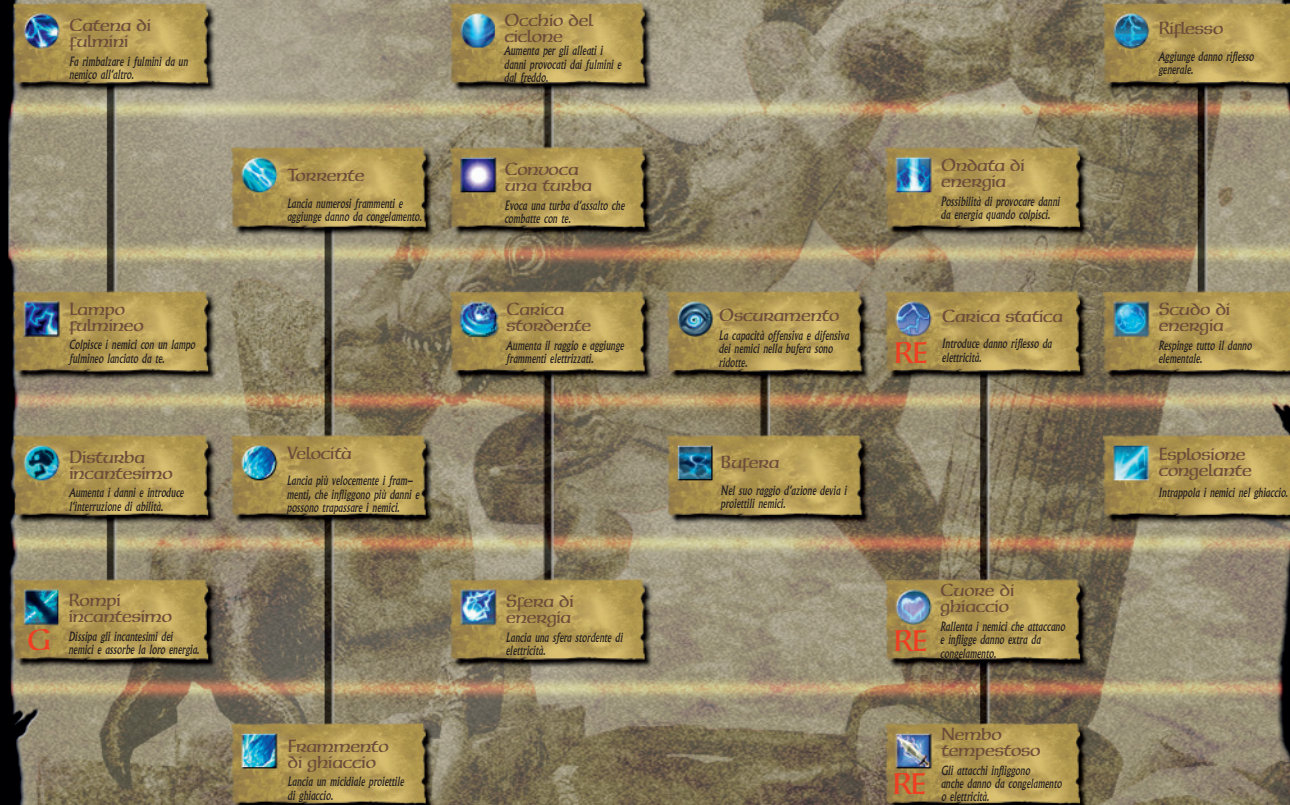 Catena di
fulmini
Fa rimbalzare i fulmini da un
nemico all'altro.
Occhio del
ciclone
Aumenta per gli alleati i
danni provocati dai fulmini e
dal freddo.
Riflesso
Aggiunge danno riflesso
generale.
Torrente
Lancia numerosi frammenti e
aggiunge danno da congelamento.
Convoca
una turba
Evoca una turba d'assalto che
combatte con te.
Ondata di
energia
Possibilità di provocare danni
da energia quando colpisci.
Lampo
fulmineo
Colpisce i nemici con un lampo
fulmineo lanciato da te.
Carica
stordente
Aumenta il raggio e aggiunge
frammenti elettrizzati.
Oscuramento
La capacità offensiva e difensiva
dei nemici nella bufera sono
ridotte.
Carica statica
RE
Introduce danno riflesso da
elettricità.
Scudo di
energia
Respinge tutto il danno
elementale.
Disturba
incantesimo
Aumenta i danni e introduce
l'interruzione di abilità.
Velocità
Lancia più velocemente i fram-
menti, che infliggono più danni e
possono trapassare i nemici.
Bufera
Nel suo raggio d'azione devia i
proiettili nemici.
Esplosione
congelante
Intrappola i nemici nel ghiaccio.
Rompi
incantesimo
G
Dissipa gli incantesimi dei
nemici e assorbe la loro energia.
Sfera di
energia
Lancia una sfera stordente di
elettricità.
Cuore di
ghiaccio
RE
Rallenta i nemici che attaccano
e infligge danno extra da
congelamento.
Frammento
di ghiaccio
Lancia un micidiale proiettile
di ghiaccio.
Nembo
tempestoso
RE
Gli attacchi infliggono
anche danno da congelamento
o elettricità.